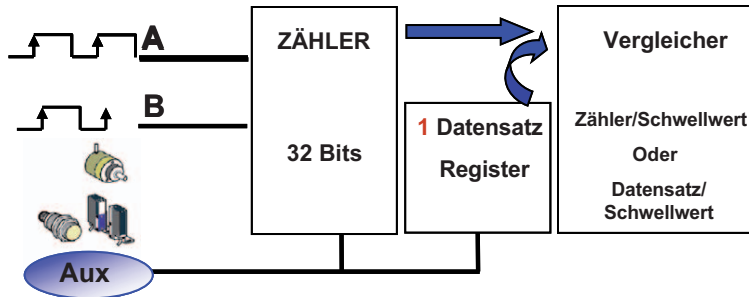 A
B
Aux
ZÄHLER
32 Bits
1 Datensatz
Register
Vergleicher
Zähler/Schwellwert
Oder
Datensatz/
Schwellwert